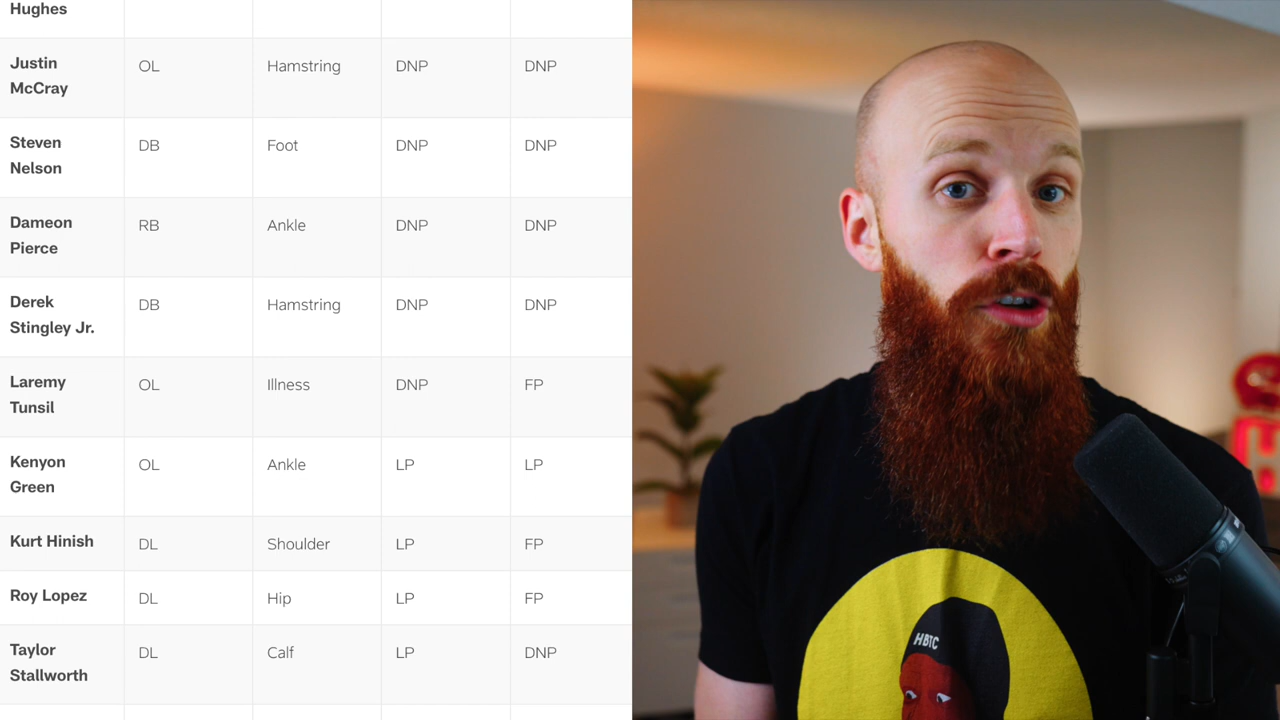 Hughes
Justin McCray OL Hamstring DNP DNP
Steven Nelson DB Foot DNP DNP
Dameon Pierce RB Ankle DNP DNP
Derek Stingley Jr. DB Hamstring DNP DNP
Laremy Tunsil OL Illness DNP FP
Kenyon Green OL Ankle LP LP
Kurt Hinish DL Shoulder LP FP
Roy Lopez DL Hip LP FP
Taylor Stallworth DL Calf LP DNP
HBTC